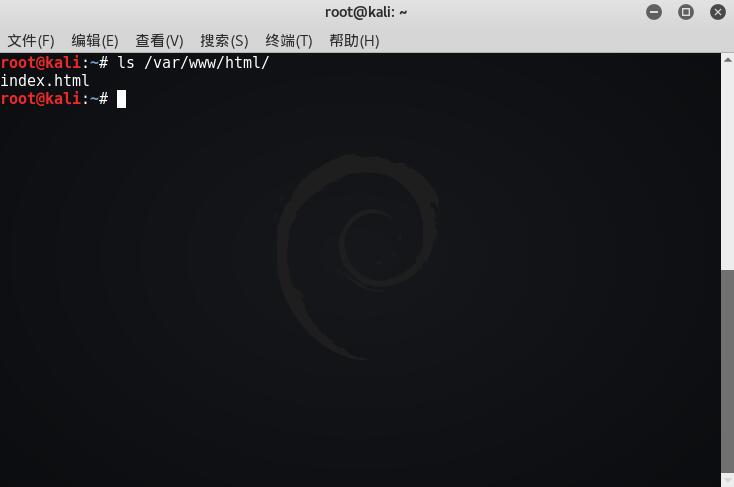 root@kali: ~
文件(F) 编辑(E) 查看(V) 搜索(S) 终端(T) 帮助(H)
root@kali:~# ls /var/www/html/
index.html
root@kali:~#